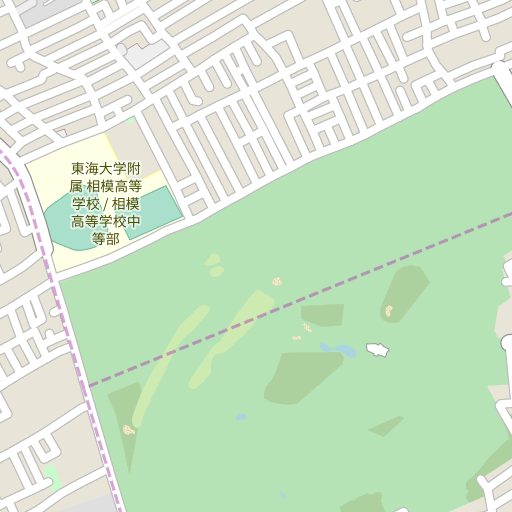 東海大学附
属 相模高等
学校 / 相模
高等学校中
等部